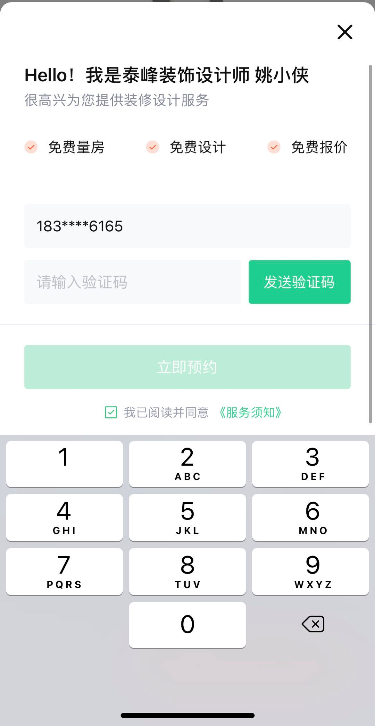 Hello! 我是泰峰装饰设计师 姚小侠
很高兴为您提供装修设计服务
免费量房 免费设计 免费报价
183****6165
请输入验证码 发送验证码
立即预约
我已阅读并同意 《服务须知》
1 2 3
ABC DEF
4 5 6
GHI JKL MNO
7 8 9
PQRS TUV WXYZ
0